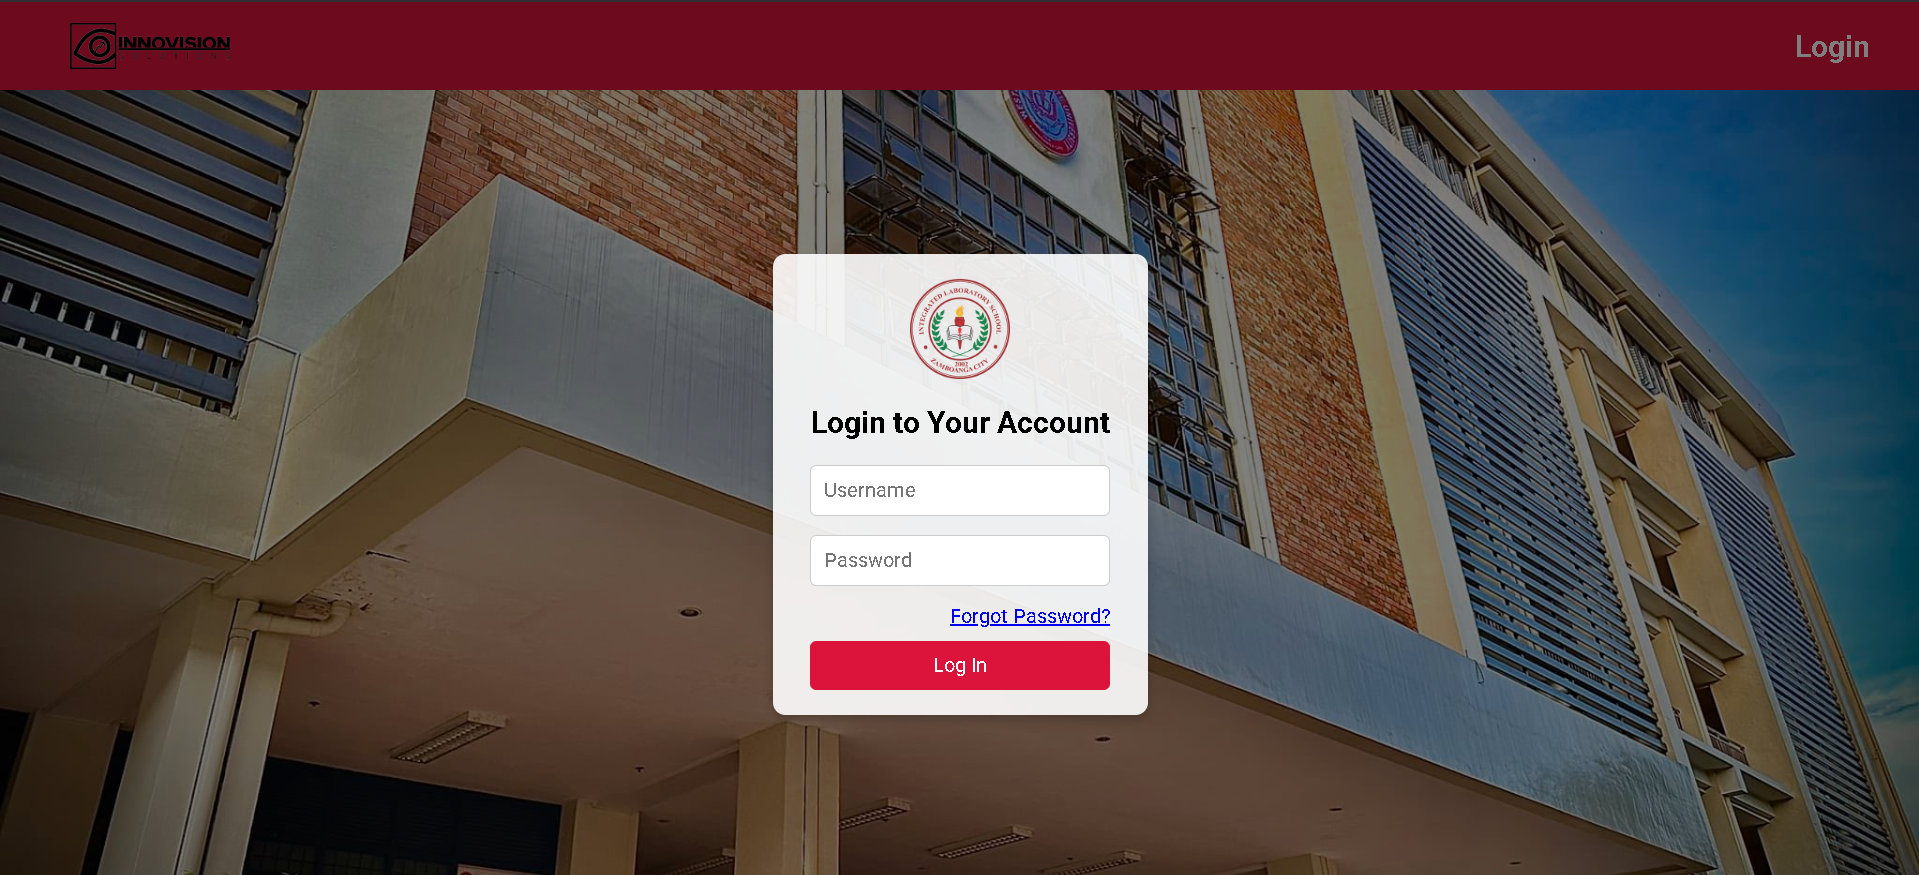 INNOVISION
Login
INTEGRATED LABORATORY SCHOOL
2002
ZAMBOANGA CITY
Login to Your Account
Username
Password
Forgot Password?
Log In